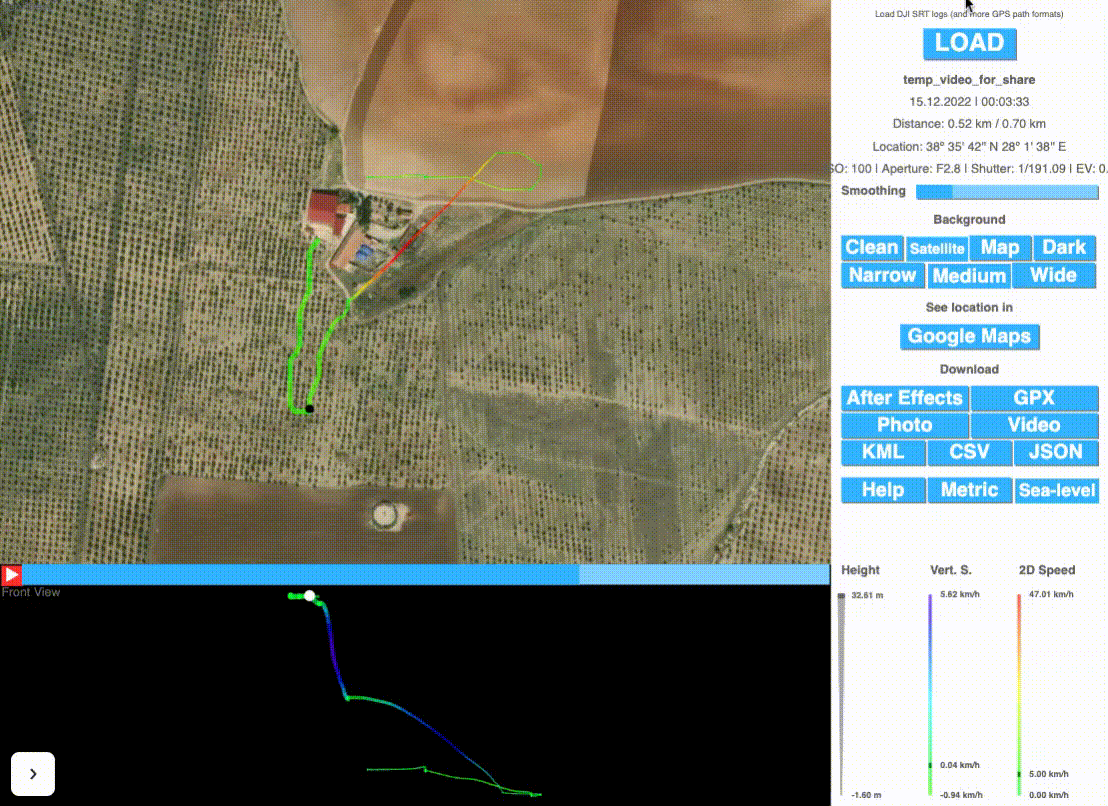 Load DJI SRT logs (and more GPS path formats)
LOAD
temp_video_for_share
15.12.2022 | 00:03:33
Distance: 0.52 km / 0.70 km
Location: 38º 35' 42" N 28º 1' 38" E
SO: 100 | Aperture: F2.8 | Shutter: 1/191.09 | EV: 0.
Smoothing
Background
Clean Satellite Map Dark
Narrow Medium Wide
See location in
Google Maps
Download
After Effects GPX
Photo Video
KML CSV JSON
Help Metric Sea-level
Front View
Height Vert. S. 2D Speed
32.61 m 5.62 km/h 47.01 km/h
0.04 km/h
5.00 km/h
-1.60 m -0.94 km/h 0.00 km/h